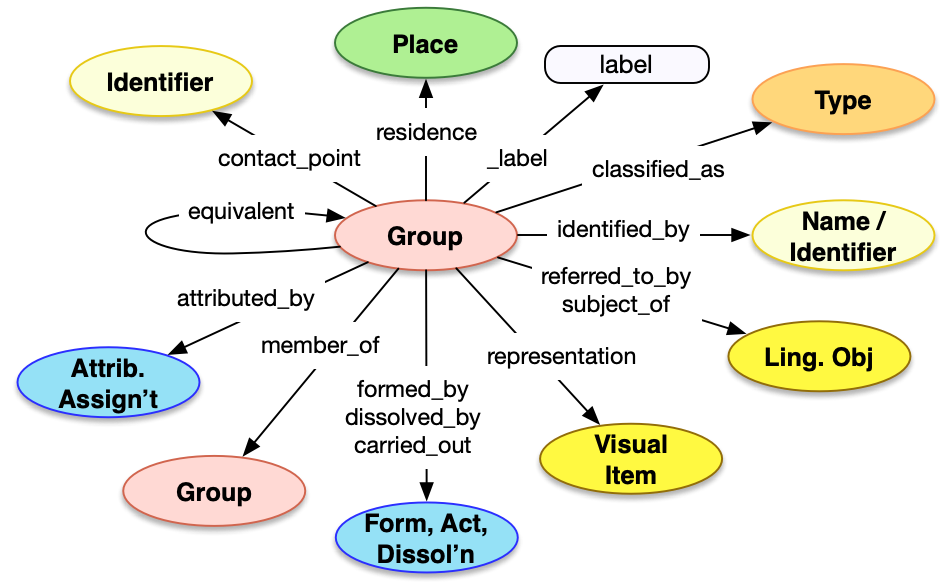 Place
label
Identifier
Type
residence
contact_point
_label
classified_as
equivalent
Group
identified_by
Name /
Identifier
referred_to_by
subject_of
attributed_by
member_of
representation
Ling. Obj
Attrib.
Assign’t
formed_by
dissolved_by
carried_out
Visual
Item
Group
Form, Act,
Dissol’n